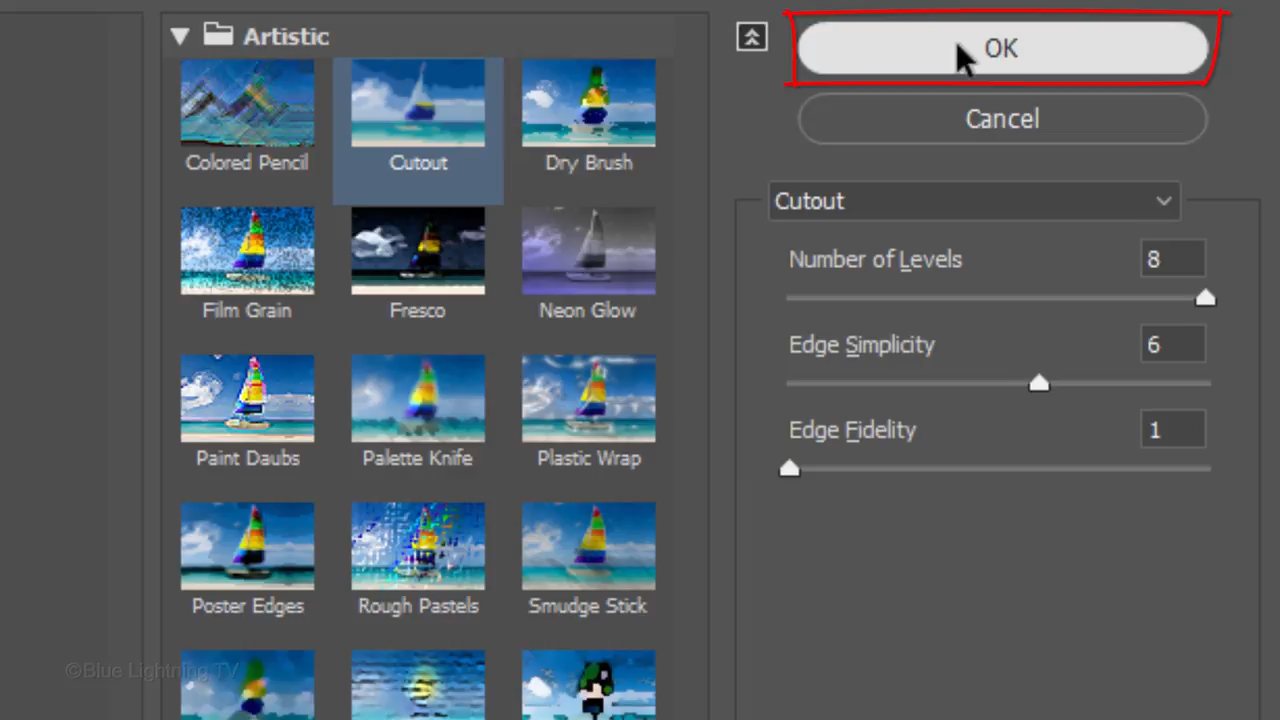 Artistic
Colored Pencil
Cutout
Dry Brush
Film Grain
Fresco
Neon Glow
Paint Daubs
Palette Knife
Plastic Wrap
Poster Edges
Rough Pastels
Smudge Stick
©Blue Lightning TV
OK
Cancel
Cutout
Number of Levels 8
Edge Simplicity 6
Edge Fidelity 1